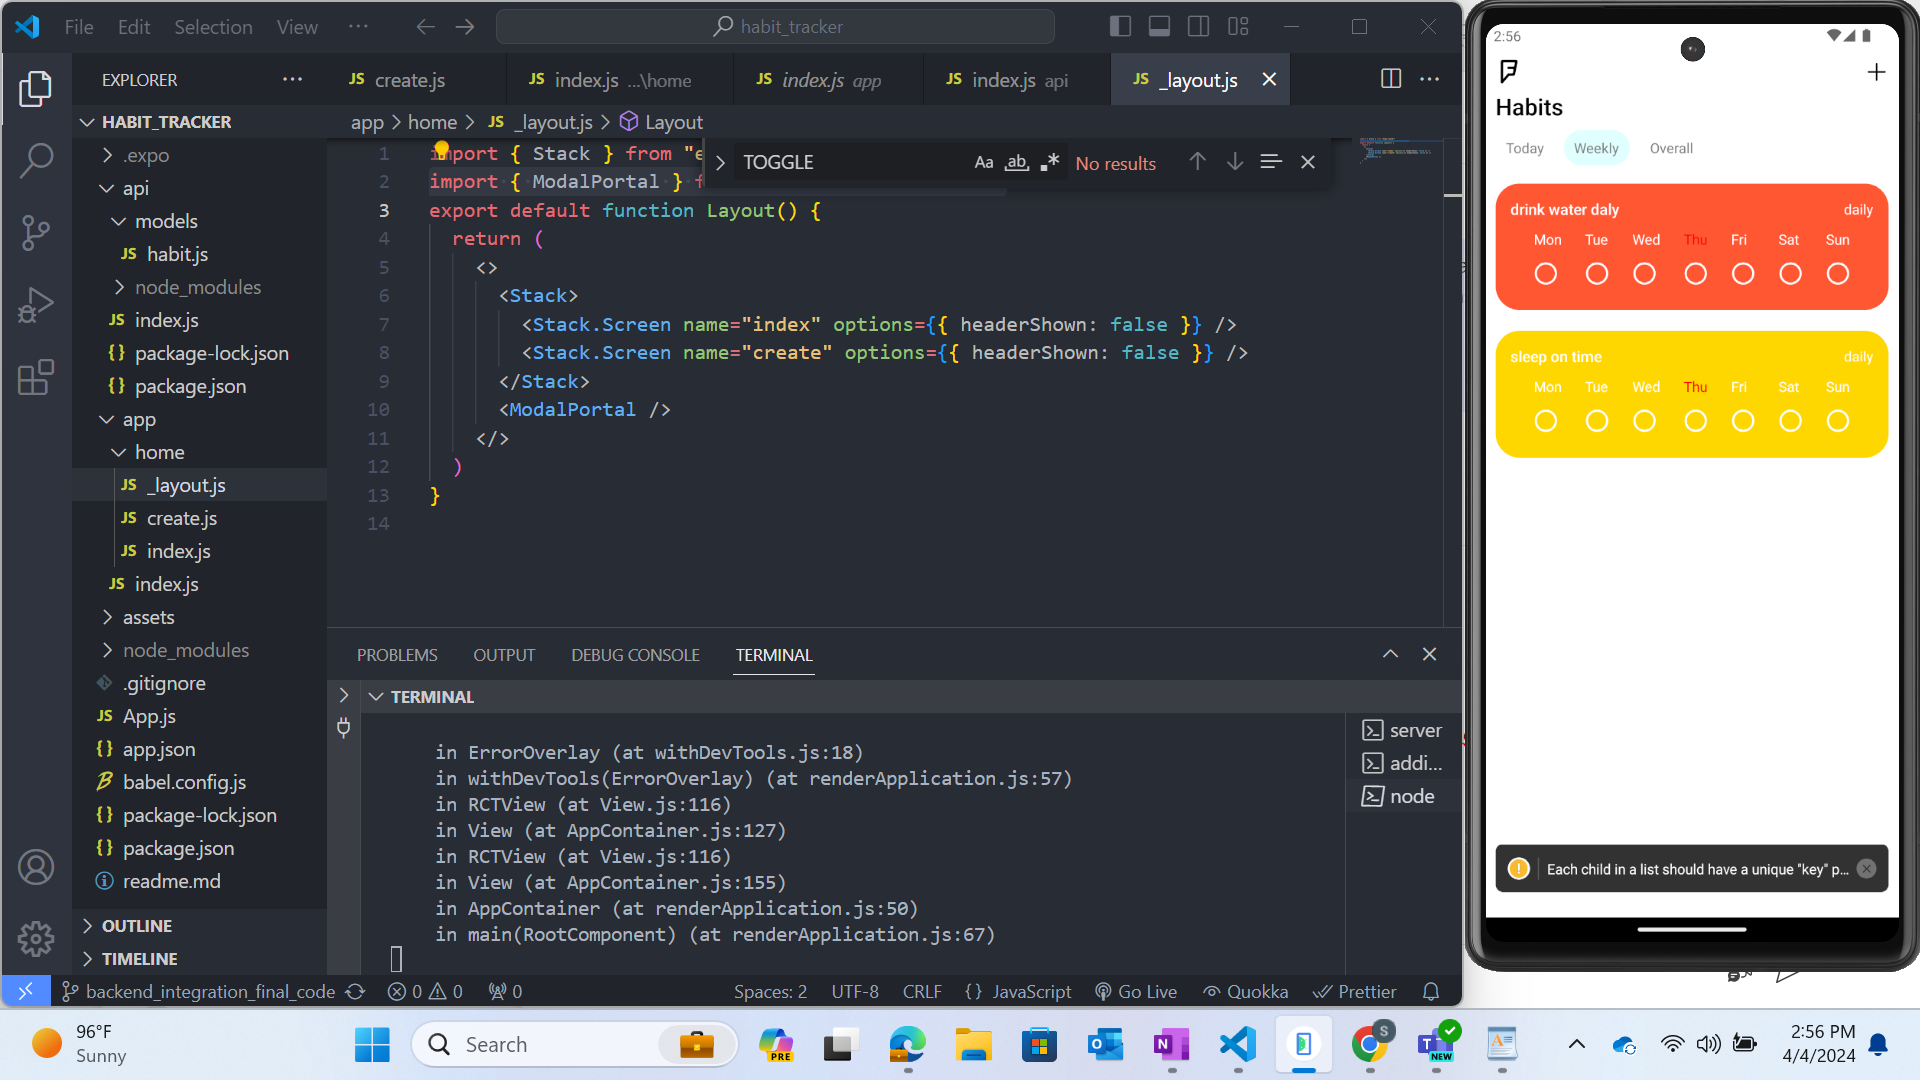 File Edit Selection View ··· habit_tracker
EXPLORER
create.js
index.js ...\home
index.js app
index.js api
_layout.js
HABIT_TRACKER
app > home > JS _layout.js > Layout
TOGGLE Aa ab .* No results
.expo
api
models
JS habit.js
node_modules
JS index.js
{} package-lock.json
{} package.json
app
home
JS _layout.js
JS create.js
JS index.js
JS index.js
assets
node_modules
.gitignore
JS App.js
{} app.json
babel.config.js
{} package-lock.json
{} package.json
readme.md
OUTLINE
TIMELINE
1 import { Stack } from "e
2 import { ModalPortal } f
3 export default function Layout() {
4 return (
5 <>
6 <Stack>
7 <Stack.Screen name="index" options={{ headerShown: false }} />
8 <Stack.Screen name="create" options={{ headerShown: false }} />
9 </Stack>
10 <ModalPortal />
11 </>
12 )
13 }
14
PROBLEMS OUTPUT DEBUG CONSOLE TERMINAL
TERMINAL
in ErrorOverlay (at withDevTools.js:18)
in withDevTools(ErrorOverlay) (at renderApplication.js:57)
in RCTView (at View.js:116)
in View (at AppContainer.js:127)
in RCTView (at View.js:116)
in View (at AppContainer.js:155)
in AppContainer (at renderApplication.js:50)
in main(RootComponent) (at renderApplication.js:67)
server
addi...
node
backend_integration_final_code 0 0 0 Spaces: 2 UTF-8 CRLF {} JavaScript Go Live Quokka Prettier
2:56
Habits
Today Weekly Overall
drink water daly daily
Mon Tue Wed Thu Fri Sat Sun
sleep on time daily
Mon Tue Wed Thu Fri Sat Sun
Each child in a list should have a unique "key" p...
96°F
Sunny
Search
PRE
S
NEW
2:56 PM
4/4/2024